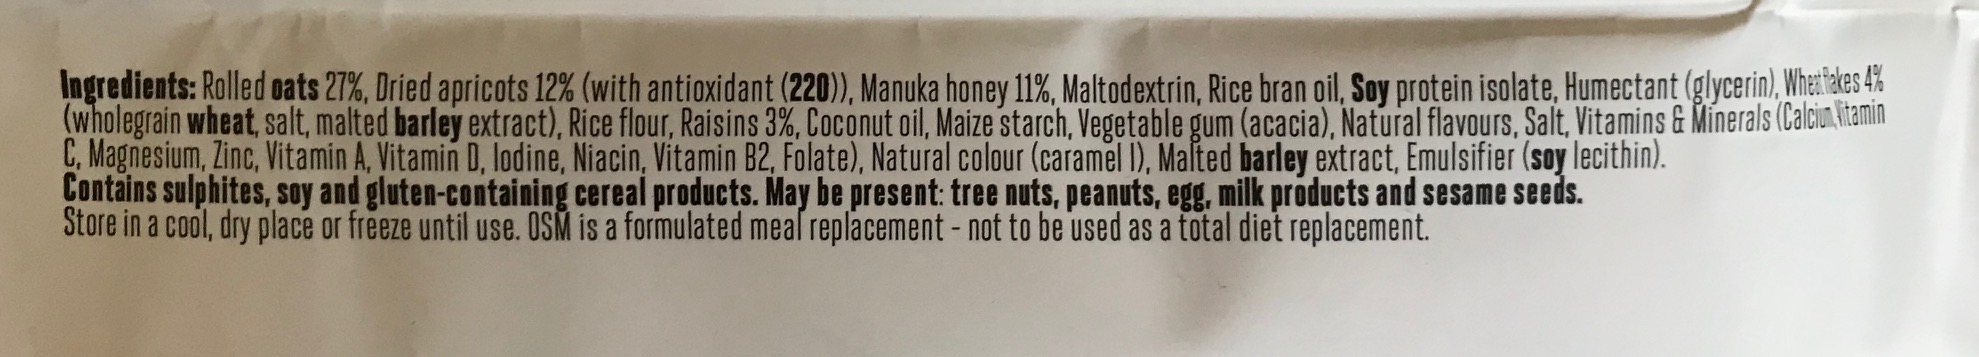 Ingredients: Rolled oats 27%, Dried apricots 12% (with antioxidant (220)), Manuka honey 11%, Maltodextrin, Rice bran oil, Soy protein isolate, Humectant (glycerin), Wheat flakes 4%
(wholegrain wheat, salt, malted barley extract), Rice flour, Raisins 3%, Coconut oil, Maize starch, Vegetable gum (acacia), Natural flavours, Salt, Vitamins & Minerals (Calcium, Vitamin
C, Magnesium, Zinc, Vitamin A, Vitamin D, Iodine, Niacin, Vitamin B2, Folate), Natural colour (caramel I), Malted barley extract, Emulsifier (soy lecithin).
Contains sulphites, soy and gluten-containing cereal products. May be present: tree nuts, peanuts, egg, milk products and sesame seeds.
Store in a cool, dry place or freeze until use. OSM is a formulated meal replacement - not to be used as a total diet replacement.